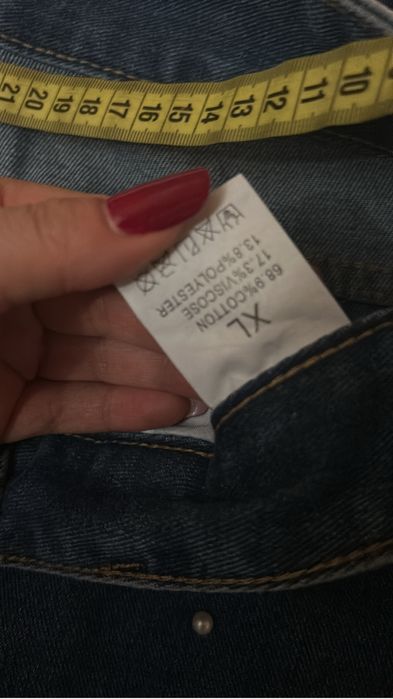 XL
68.9%COTTON
17.3%VISCOSE
13.8%POLYESTER
10 11 12 13 14 15 16 17 18 19 20 21